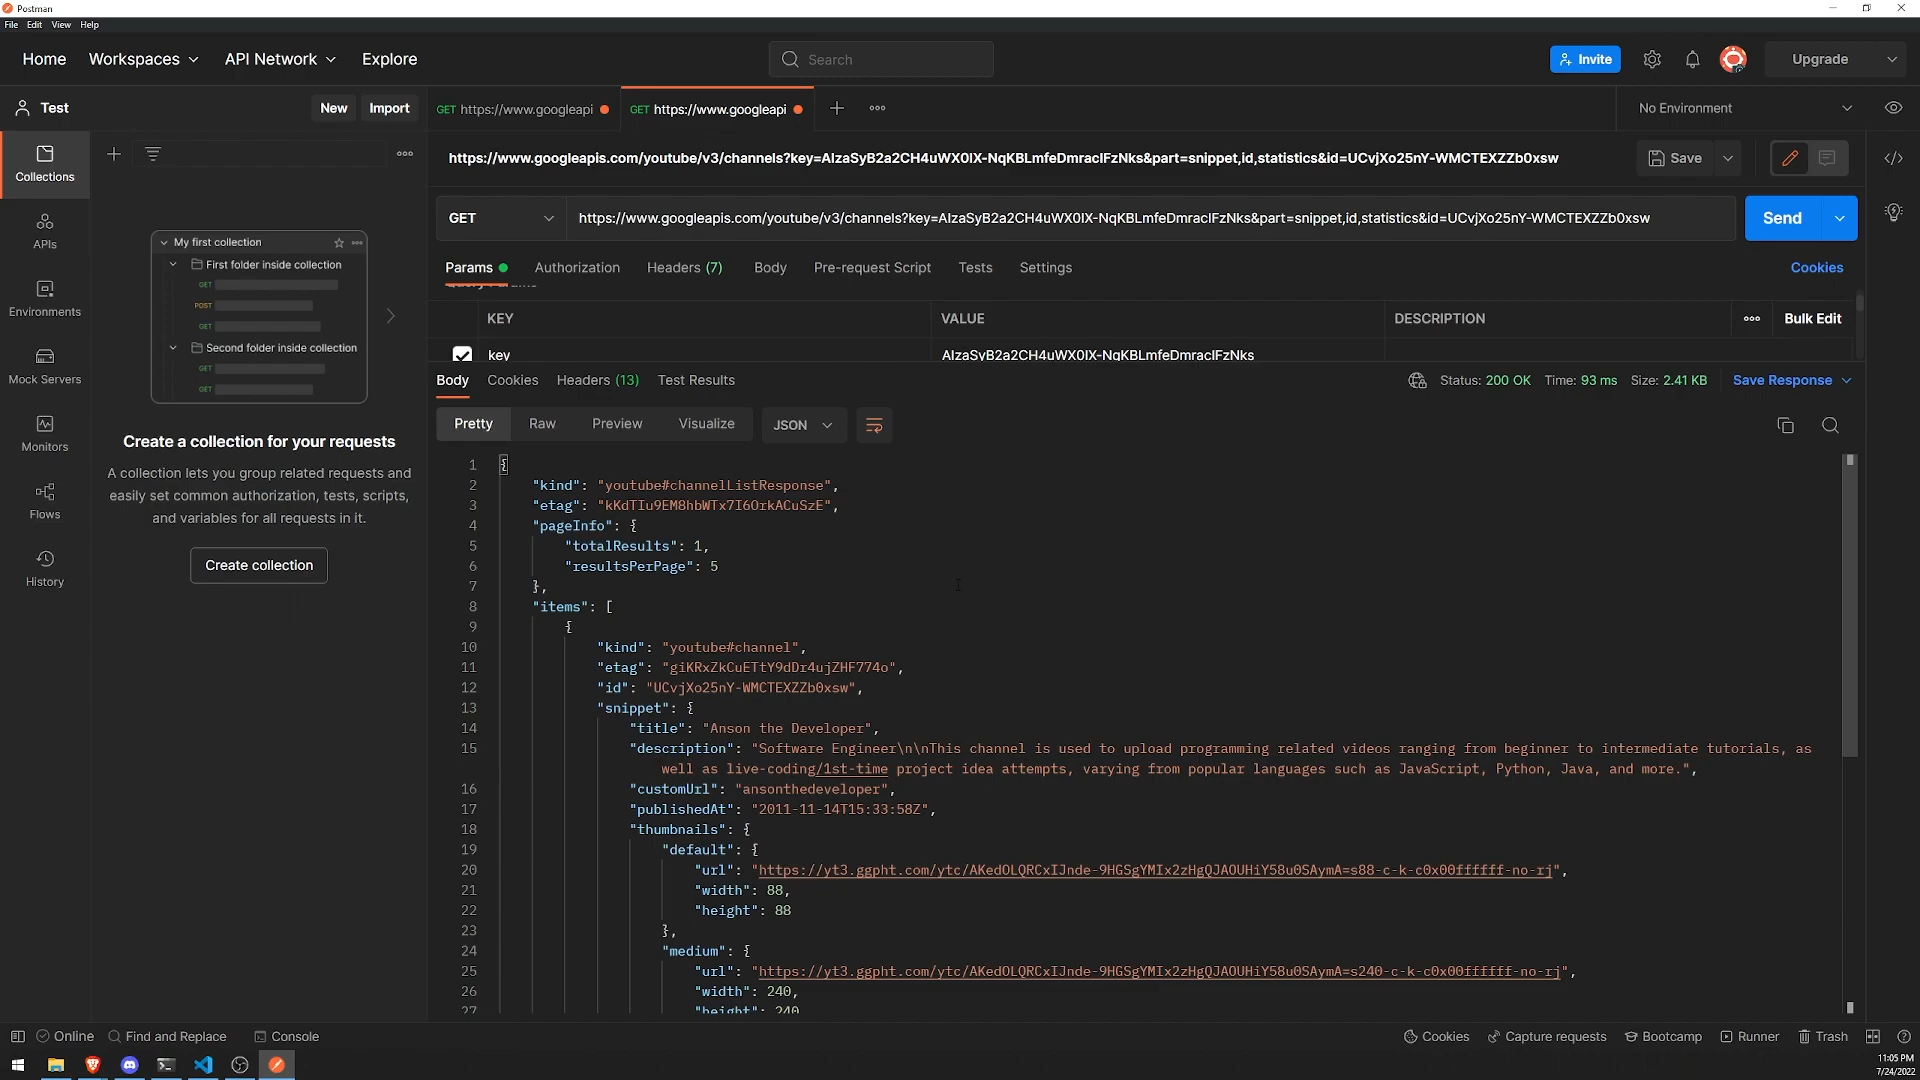 Postman
File Edit View Help
Home Workspaces API Network Explore Search Invite Upgrade
Test New Import GET https://www.googleapi GET https://www.googleapi No Environment
https://www.googleapis.com/youtube/v3/channels?key=AIzaSyB2a2CH4uWX0IX-NqKBLmfeDmracIFzNks&part=snippet,id,statistics&id=UCvjXo25nY-WMCTEXZZb0xsw Save
GET https://www.googleapis.com/youtube/v3/channels?key=AIzaSyB2a2CH4uWX0IX-NqKBLmfeDmracIFzNks&part=snippet,id,statistics&id=UCvjXo25nY-WMCTEXZZb0xsw Send
Params Authorization Headers (7) Body Pre-request Script Tests Settings Cookies
KEY VALUE DESCRIPTION Bulk Edit
key AIzaSyB2a2CH4uWX0IX-NqKBLmfeDmracIFzNks
Body Cookies Headers (13) Test Results Status: 200 OK Time: 93 ms Size: 2.41 KB Save Response
Pretty Raw Preview Visualize JSON
Collections
APIs
Environments
Mock Servers
Monitors
Flows
History
My first collection
First folder inside collection
GET
POST
GET
Second folder inside collection
GET
GET
Create a collection for your requests
A collection lets you group related requests and
easily set common authorization, tests, scripts,
and variables for all requests in it.
Create collection
1 {
2 "kind": "youtube#channelListResponse",
3 "etag": "kKdTIu9EM8hbWTx7I6OrkACuSzE",
4 "pageInfo": {
5 "totalResults": 1,
6 "resultsPerPage": 5
7 },
8 "items": [
9 {
10 "kind": "youtube#channel",
11 "etag": "giKRxZkCuETtY9dDr4ujZHF774o",
12 "id": "UCvjXo25nY-WMCTEXZZb0xsw",
13 "snippet": {
14 "title": "Anson the Developer",
15 "description": "Software Engineer\n\nThis channel is used to upload programming related videos ranging from beginner to intermediate tutorials, as
well as live-coding/1st-time project idea attempts, varying from popular languages such as JavaScript, Python, Java, and more.",
16 "customUrl": "ansonthedeveloper",
17 "publishedAt": "2011-11-14T15:33:58Z",
18 "thumbnails": {
19 "default": {
20 "url": "https://yt3.ggpht.com/ytc/AKedOLQRCxIJnde-9HGSgYMIx2zHgQJAOUHiY58u0SAymA=s88-c-k-c0x00ffffff-no-rj",
21 "width": 88,
22 "height": 88
23 },
24 "medium": {
25 "url": "https://yt3.ggpht.com/ytc/AKedOLQRCxIJnde-9HGSgYMIx2zHgQJAOUHiY58u0SAymA=s240-c-k-c0x00ffffff-no-rj",
26 "width": 240,
27 "height": 240
Online Find and Replace Console Cookies Capture requests Bootcamp Runner Trash
11:05 PM
7/24/2022